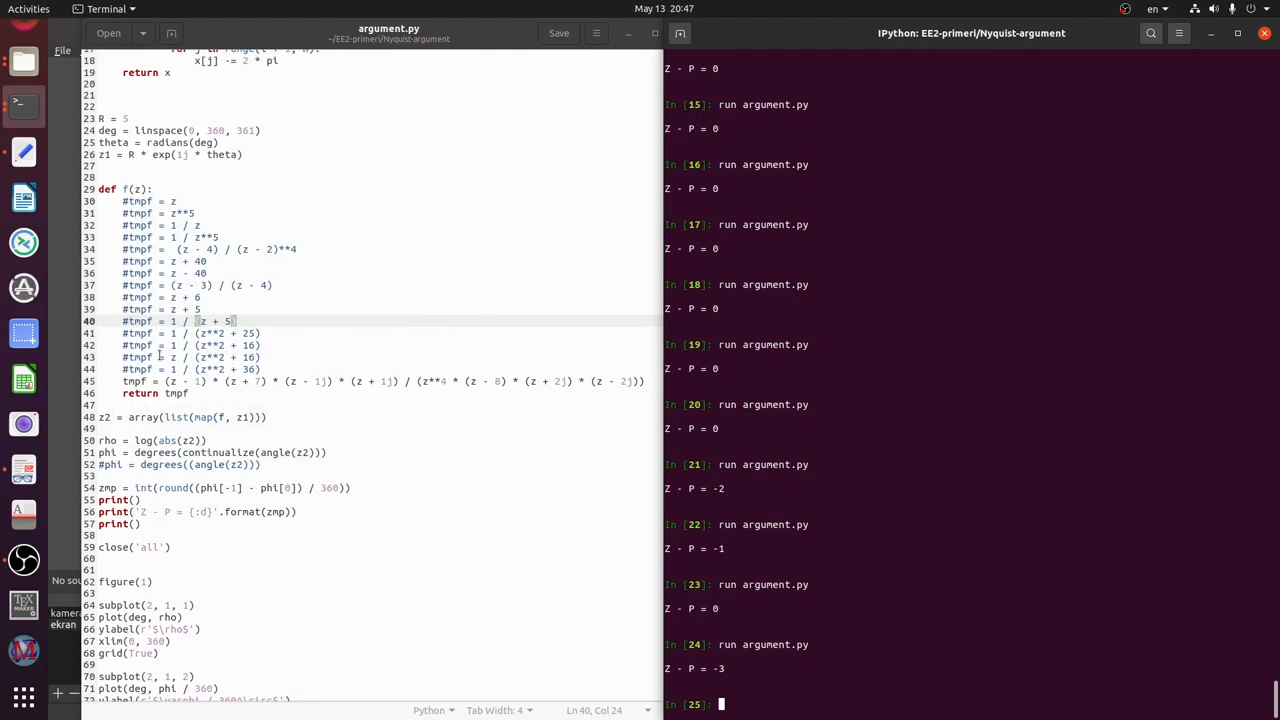 Activities
Terminal
May 13 20:47
en
File
No sou
kamera
ekran
Open
argument.py
~/EE2-primeri/Nyquist-argument
Save
17 for j in range(i + 1, n):
18 x[j] -= 2 * pi
19 return x
20
21
22
23 R = 5
24 deg = linspace(0, 360, 361)
25 theta = radians(deg)
26 z1 = R * exp(1j * theta)
27
28
29 def f(z):
30 #tmpf = z
31 #tmpf = z**5
32 #tmpf = 1 / z
33 #tmpf = 1 / z**5
34 #tmpf =  (z - 4) / (z - 2)**4
35 #tmpf = z + 40
36 #tmpf = z - 40
37 #tmpf = (z - 3) / (z - 4)
38 #tmpf = z + 6
39 #tmpf = z + 5
40 #tmpf = 1 / (z + 5)
41 #tmpf = 1 / (z**2 + 25)
42 #tmpf = 1 / (z**2 + 16)
43 #tmpf = z / (z**2 + 16)
44 #tmpf = 1 / (z**2 + 36)
45 tmpf = (z - 1) * (z + 7) * (z - 1j) * (z + 1j) / (z**4 * (z - 8) * (z + 2j) * (z - 2j))
46 return tmpf
47
48 z2 = array(list(map(f, z1)))
49
50 rho = log(abs(z2))
51 phi = degrees(continualize(angle(z2)))
52 #phi = degrees((angle(z2)))
53
54 zmp = int(round((phi[-1] - phi[0]) / 360))
55 print()
56 print('Z - P = {:d}'.format(zmp))
57 print()
58
59 close('all')
60
61
62 figure(1)
63
64 subplot(2, 1, 1)
65 plot(deg, rho)
66 ylabel(r'$\rho$')
67 xlim(0, 360)
68 grid(True)
69
70 subplot(2, 1, 2)
71 plot(deg, phi / 360)
72 ylabel(r'$\varphi / 360^\circ$')
Python
Tab Width: 4
Ln 40, Col 24
IPython: EE2-primeri/Nyquist-argument
Z - P = 0
In [15]: run argument.py
Z - P = 0
In [16]: run argument.py
Z - P = 0
In [17]: run argument.py
Z - P = 0
In [18]: run argument.py
Z - P = 0
In [19]: run argument.py
Z - P = 0
In [20]: run argument.py
Z - P = 0
In [21]: run argument.py
Z - P = -2
In [22]: run argument.py
Z - P = -1
In [23]: run argument.py
Z - P = 0
In [24]: run argument.py
Z - P = -3
In [25]: